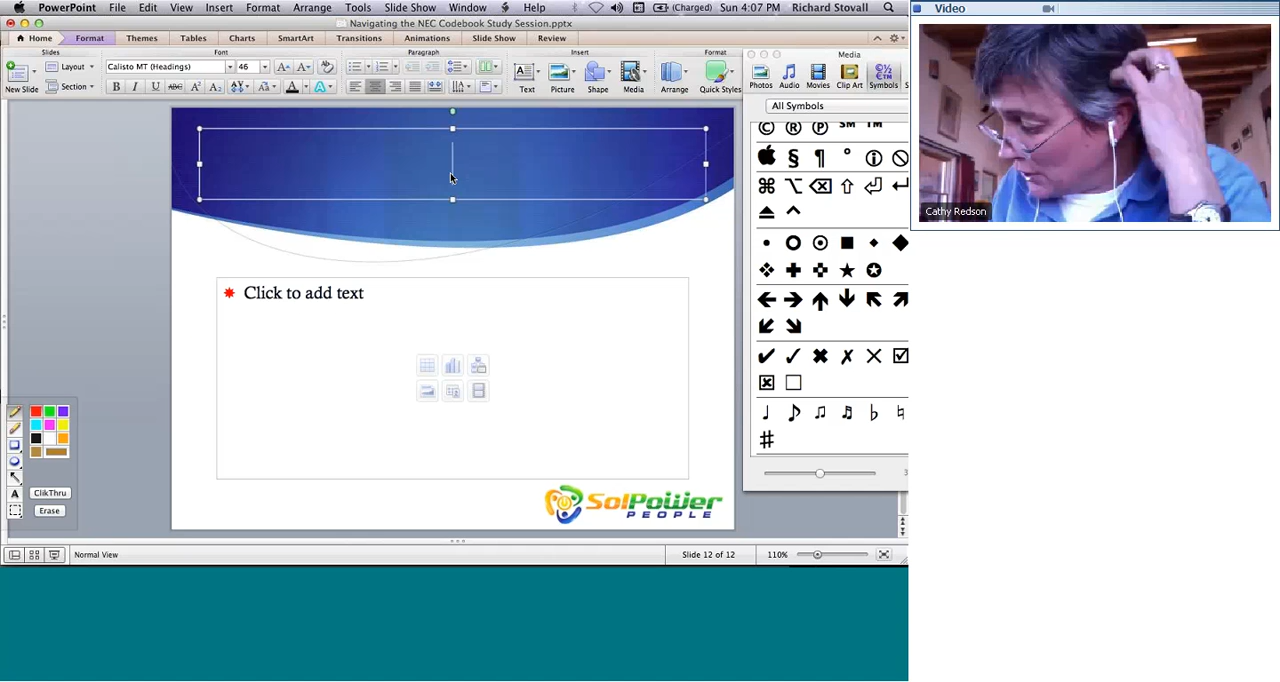 PowerPoint File Edit View Insert Format Arrange Tools Slide Show Window Help (Charged) Sun 4:07 PM Richard Stovall
Navigating the NEC Codebook Study Session.pptx
Home Format Themes Tables Charts SmartArt Transitions Animations Slide Show Review
Slides Font Paragraph Insert Format
New Slide Layout Section
Calisto MT (Headings) 46
B I U ABC A² A₂
Text Picture Shape Media Arrange Quick Styles
Media
Photos Audio Movies Clip Art Symbols
All Symbols
Click to add text
SolPower
PEOPLE
ClikThru
Erase
Normal View Slide 12 of 12 110%
Video
Cathy Redson